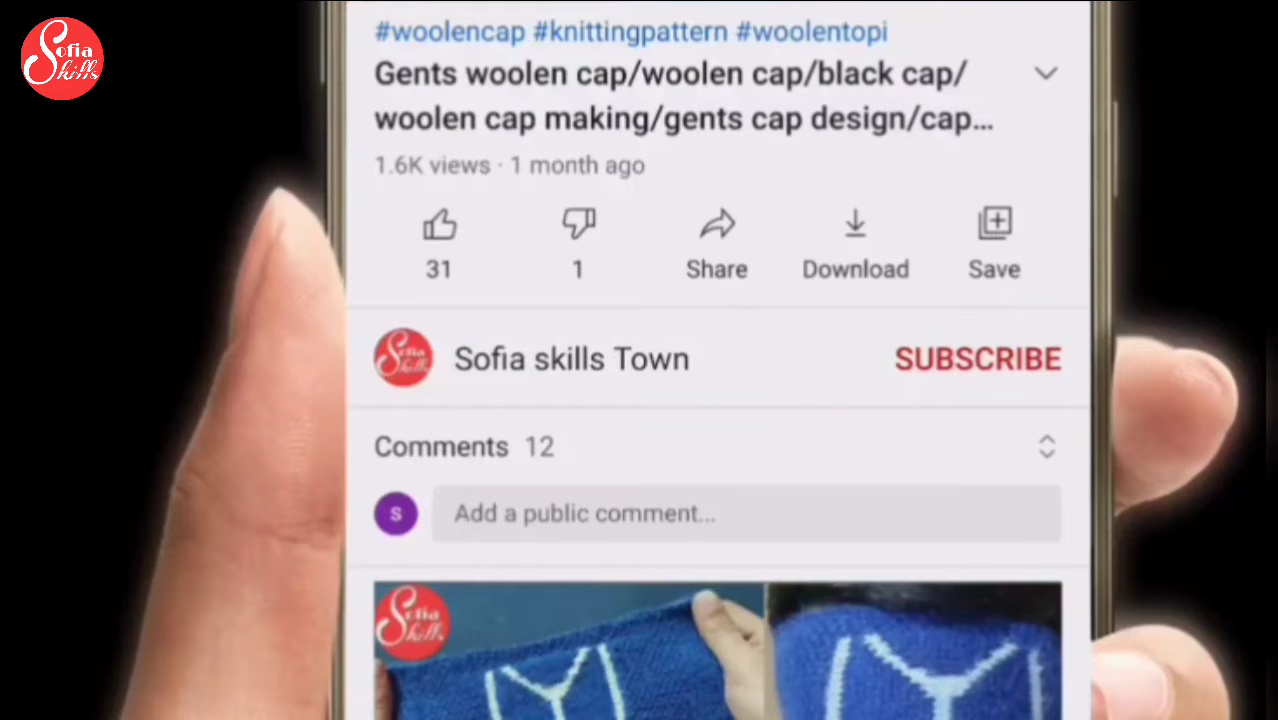 Sofia
Skills
#woolencap #knittingpattern #woolentopi
Gents woolen cap/woolen cap/black cap/
woolen cap making/gents cap design/cap...
1.6K views · 1 month ago
31
1
Share
Download
Save
Sofia
Skills
Sofia skills Town
SUBSCRIBE
Comments 12
S
Add a public comment...
Sofia
Skills